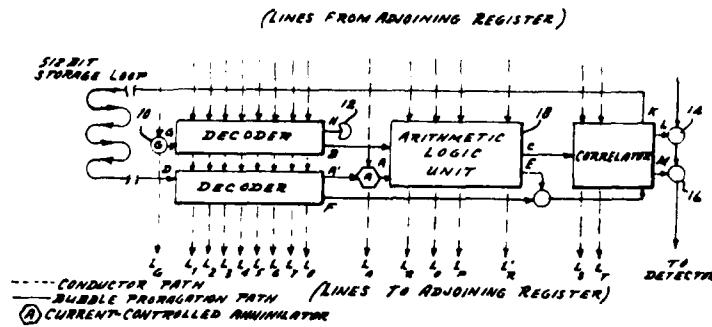 (LINES FROM ADJOINING REGISTER)
512 BIT
STORAGE LOOP
10
G
G
DECODER
H
12
B
D
DECODER
A'
F
A
A
ARITHMETIC
LOGIC
UNIT
18
C
E
CORRELATOR
K
L
14
M
16
LG
L1
L2
L3
L4
L5
L6
L7
L8
LA
LR
LO
LP
L'R
LS
LT
TO
DETECTOR
---- CONDUCTOR PATH
—— BUBBLE PROPAGATION PATH
(LINES TO ADJOINING REGISTER)
(A) CURRENT-CONTROLLED ANNIHILATOR